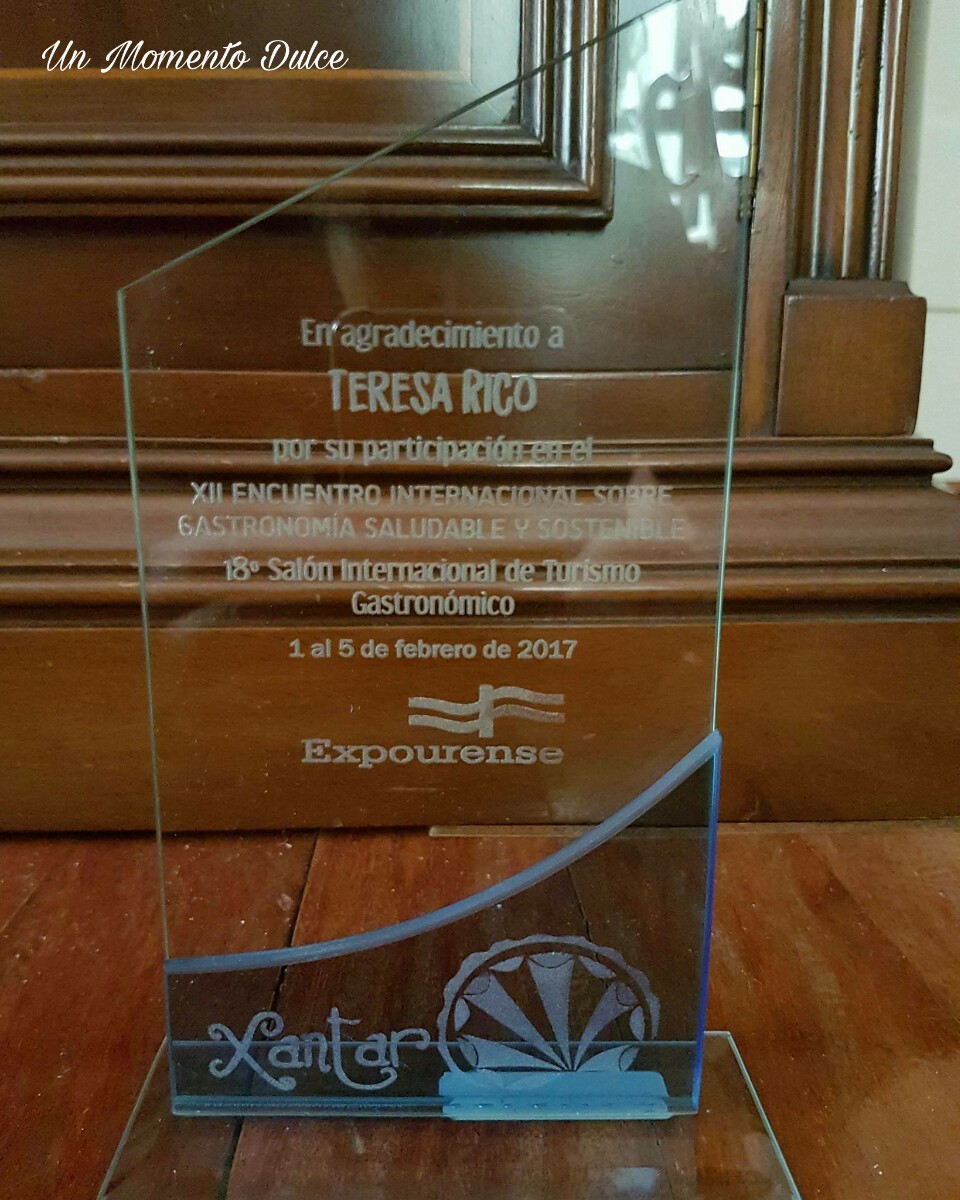 Un Momento Dulce
En agradecimiento a
TERESA RICO
por su participación en el
XII ENCUENTRO INTERNACIONAL SOBRE
GASTRONOMÍA SALUDABLE Y SOSTENIBLE
18º Salón Internacional de Turismo
Gastronómico
1 al 5 de febrero de 2017
Expourense
Xantar